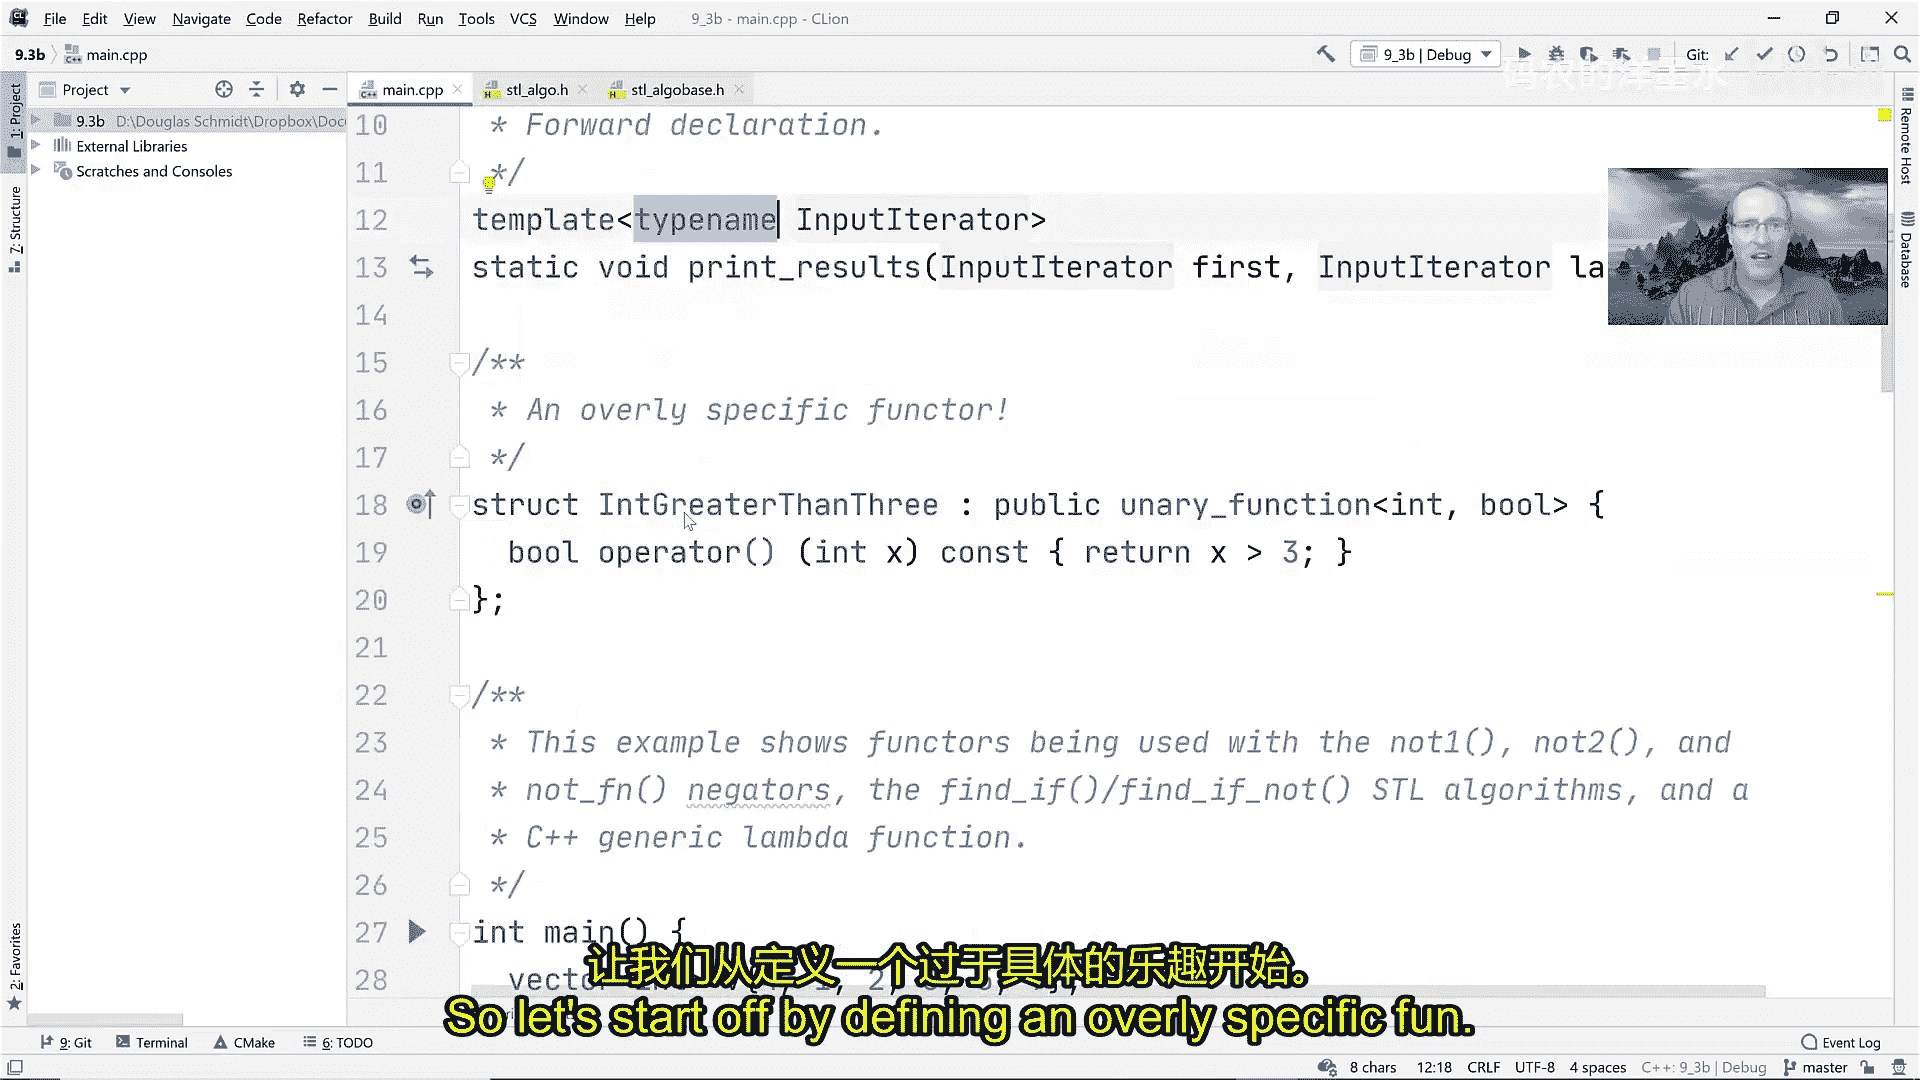 File Edit View Navigate Code Refactor Build Run Tools VCS Window Help 9_3b - main.cpp - CLion
9.3b main.cpp 9_3b | Debug Git:
码农的洋墨水
Project main.cpp stl_algo.h stl_algobase.h
1: Project
7: Structure
2: Favorites
Remote Host
Database
9.3b D:\Douglas Schmidt\Dropbox\Docu
External Libraries
Scratches and Consoles
10 * Forward declaration.
11 */
12 template<typename InputIterator>
13 static void print_results(InputIterator first, InputIterator la
14
15 /**
16 * An overly specific functor!
17 */
18 struct IntGreaterThanThree : public unary_function<int, bool> {
19 bool operator() (int x) const { return x > 3; }
20 };
21
22 /**
23 * This example shows functors being used with the not1(), not2(), and
24 * not_fn() negators, the find_if()/find_if_not() STL algorithms, and a
25 * C++ generic lambda function.
26 */
27 int main() {
28 vector
让我们从定义一个过于具体的乐趣开始。
So let's start off by defining an overly specific fun.
9: Git Terminal CMake 6: TODO Event Log
8 chars 12:18 CRLF UTF-8 4 spaces C++: 9_3b | Debug master